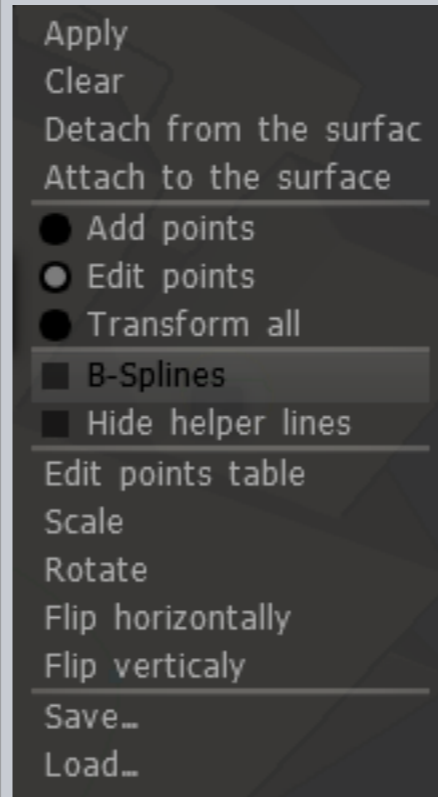 Apply
Clear
Detach from the surfac
Attach to the surface
Add points
Edit points
Transform all
B-Splines
Hide helper lines
Edit points table
Scale
Rotate
Flip horizontally
Flip verticaly
Save…
Load…